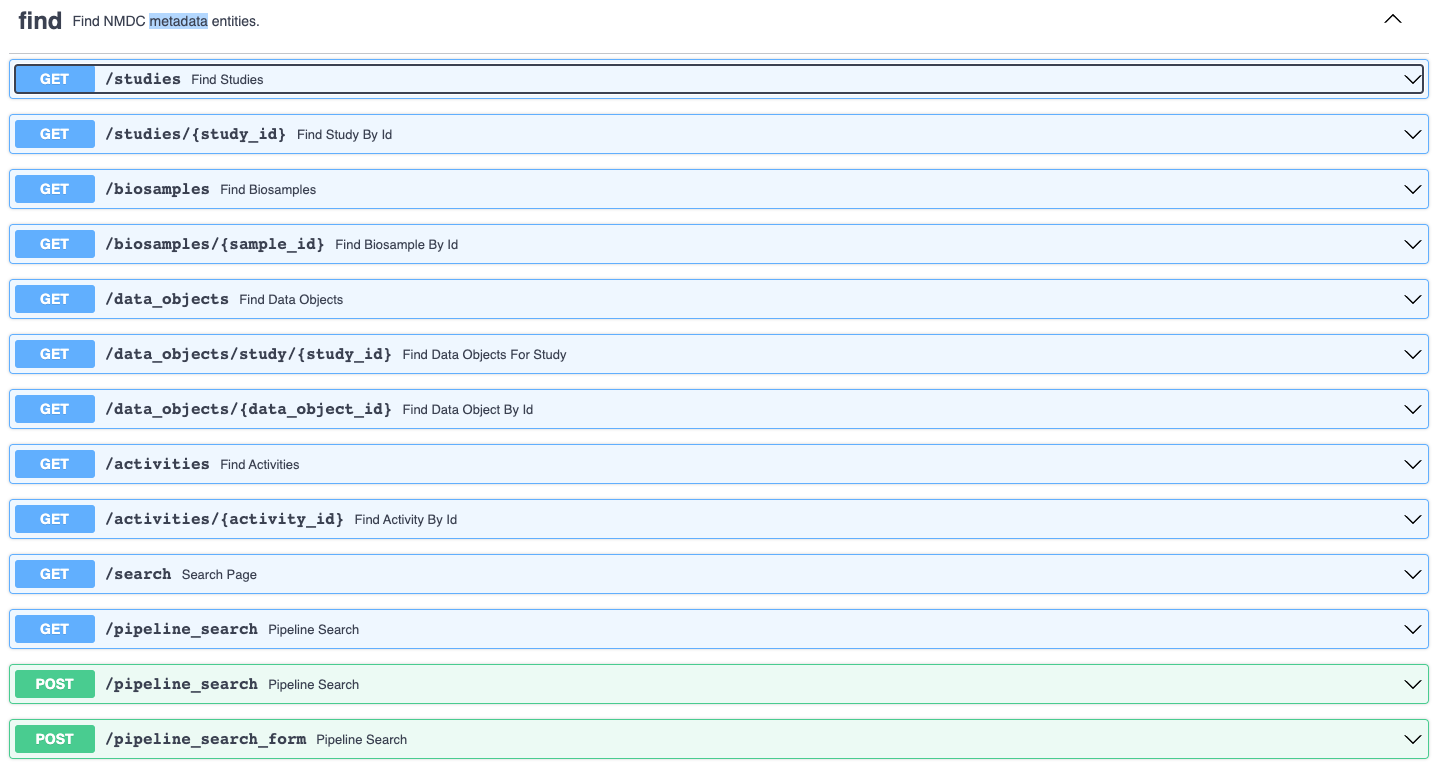 find Find NMDC metadata entities.
GET /studies Find Studies
GET /studies/{study_id} Find Study By Id
GET /biosamples Find Biosamples
GET /biosamples/{sample_id} Find Biosample By Id
GET /data_objects Find Data Objects
GET /data_objects/study/{study_id} Find Data Objects For Study
GET /data_objects/{data_object_id} Find Data Object By Id
GET /activities Find Activities
GET /activities/{activity_id} Find Activity By Id
GET /search Search Page
GET /pipeline_search Pipeline Search
POST /pipeline_search Pipeline Search
POST /pipeline_search_form Pipeline Search